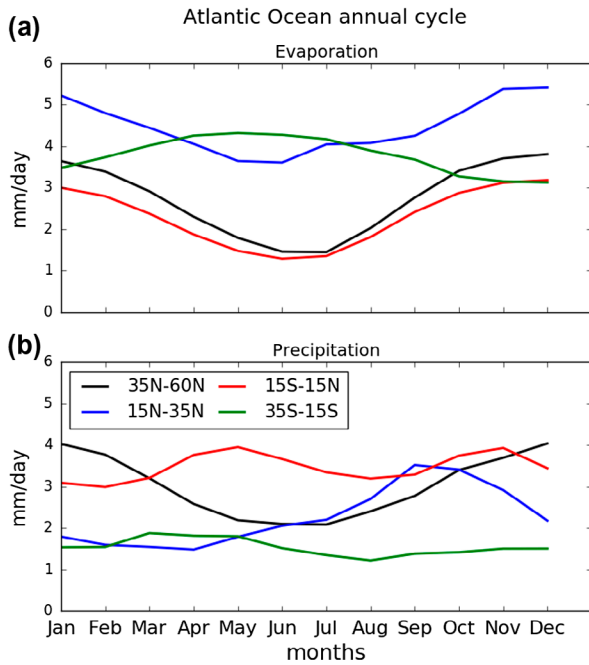 (a)
Atlantic Ocean annual cycle
Evaporation
6
5
4
3
2
1
0
mm/day
(b)
Precipitation
6
5
4
3
2
1
0
mm/day
35N-60N 15S-15N
15N-35N 35S-15S
Jan Feb Mar Apr May Jun Jul Aug Sep Oct Nov Dec
months